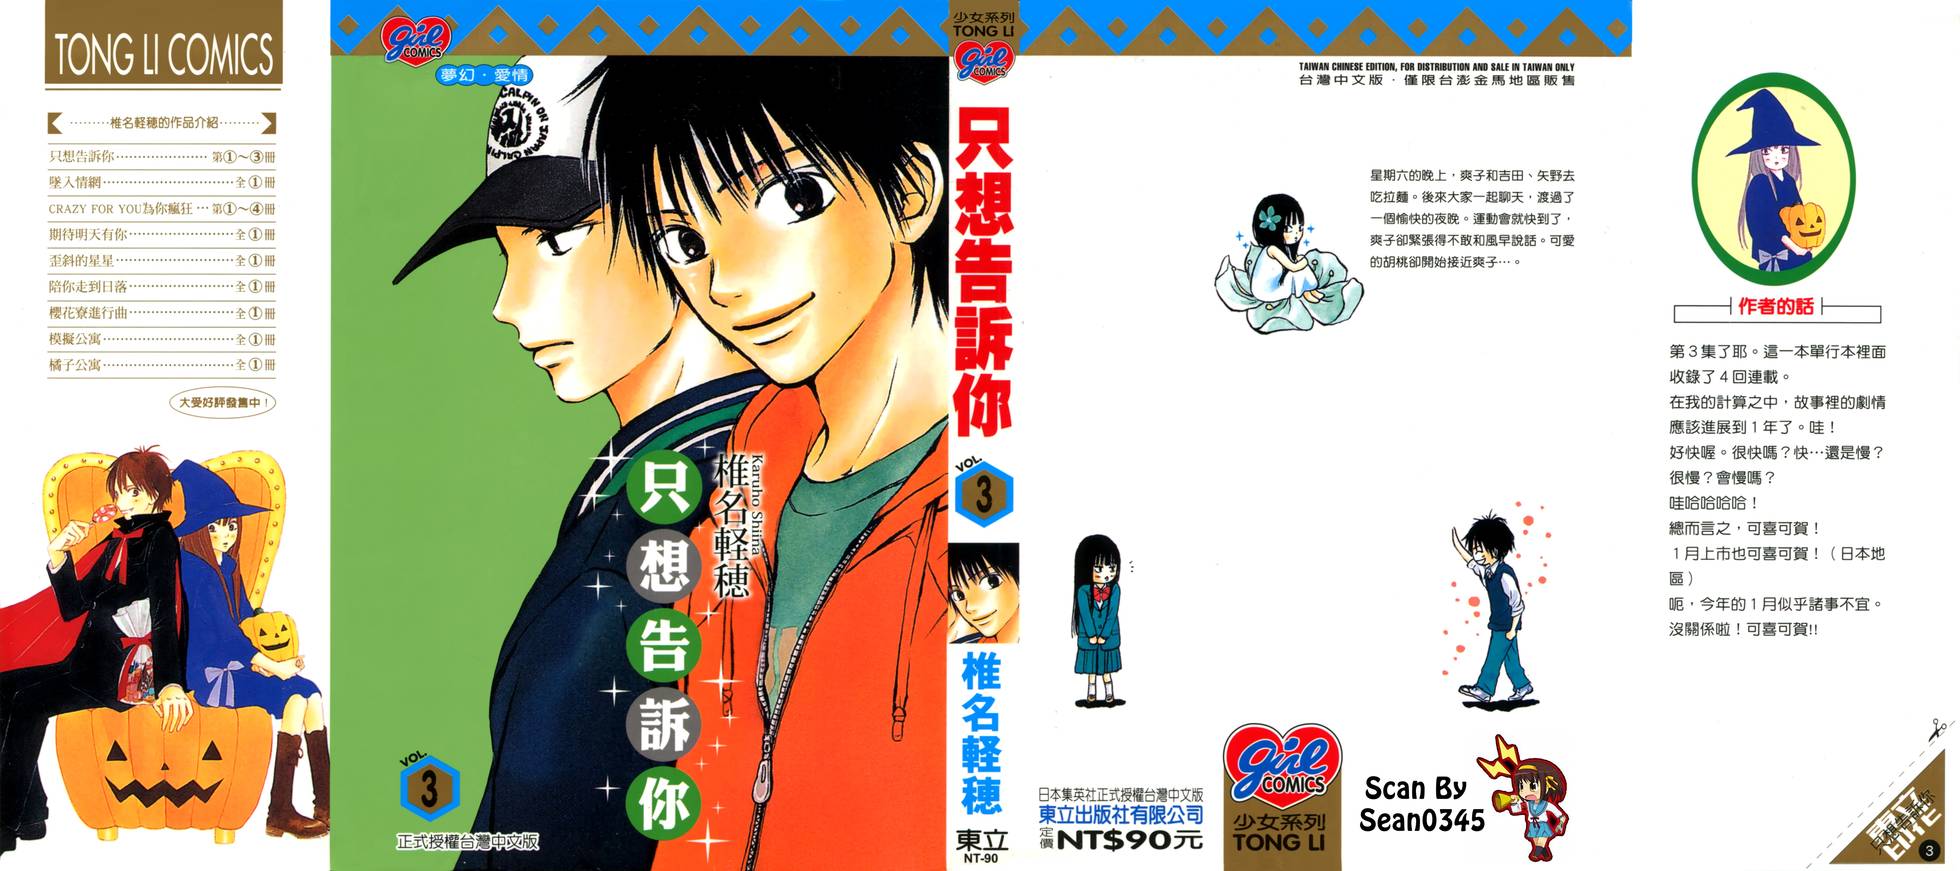 TONG LI COMICS
椎名軽穂的作品介紹
只想告訴你 第①～③冊
墜入情網 全①冊
CRAZY FOR YOU為你瘋狂 第①～④冊
期待明天有你 全①冊
歪斜的星星 全①冊
陪你走到日落 全①冊
櫻花寮進行曲 全①冊
模擬公寓 全①冊
橘子公寓 全①冊
大受好評發售中！
girl COMICS
夢幻・愛情
CALPIN ON JAPAN CALPIN
只想告訴你
椎名軽穂
Karuho Shiina
VOL. 3
正式授權台灣中文版
少女系列
TONG LI
girl COMICS
只想告訴你
VOL. 3
椎名軽穂
東立
NT-90
TAIWAN CHINESE EDITION, FOR DISTRIBUTION AND SALE IN TAIWAN ONLY
台灣中文版・僅限台澎金馬地區販售
星期六的晚上，爽子和吉田、矢野去
吃拉麵。後來大家一起聊天，渡過了
一個愉快的夜晚。運動會就快到了，
爽子卻緊張得不敢和風早說話。可愛
的胡桃卻開始接近爽子…。
日本集英社正式授權台灣中文版
東立出版社有限公司
定價 NT$90元
girl COMICS
少女系列
TONG LI
Scan By
Sean0345
作者的話
第３集了耶。這一本單行本裡面
收錄了４回連載。
在我的計算之中，故事裡的劇情
應該進展到１年了。哇！
好快喔。很快嗎？快…還是慢？
很慢？會慢嗎？
哇哈哈哈哈！
總而言之，可喜可賀！
１月上市也可喜可賀！（日本地
區）
呃，今年的１月似乎諸事不宜。
沒關係啦！可喜可賀!!
東立
印花
只想告訴你
3